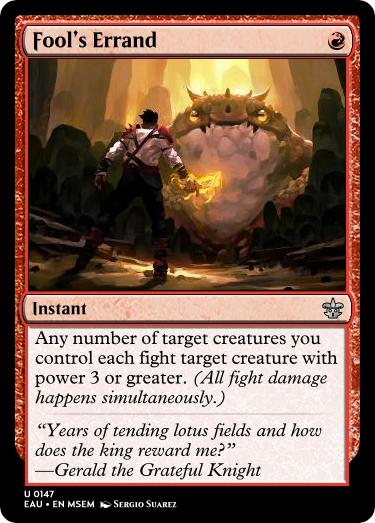 Fool's Errand
Instant
Any number of target creatures you
control each fight target creature with
power 3 or greater. (All fight damage
happens simultaneously.)
“Years of tending lotus fields and how
does the king reward me?”
—Gerald the Grateful Knight
U 0147
EAU • EN MSEM Sergio Suarez